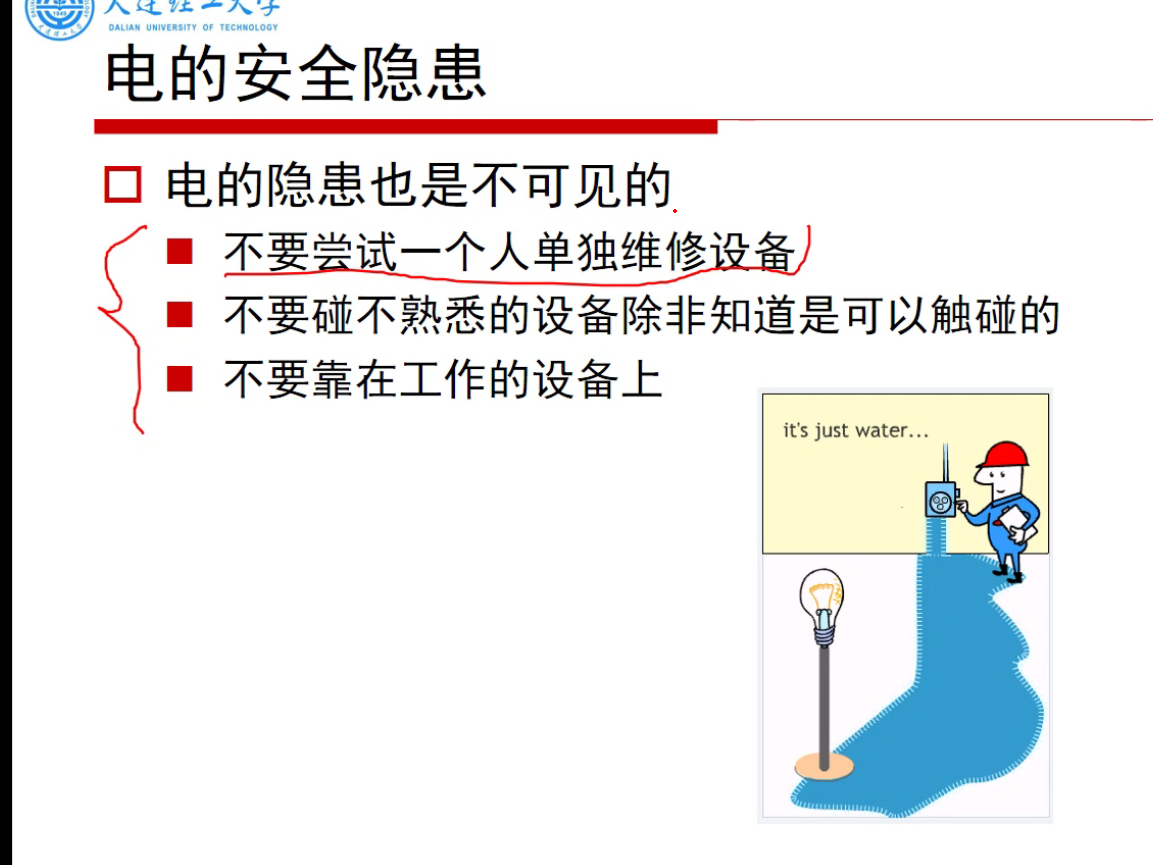 大连理工大学
DALIAN UNIVERSITY OF TECHNOLOGY
电的安全隐患
电的隐患也是不可见的
不要尝试一个人单独维修设备
不要碰不熟悉的设备除非知道是可以触碰的
不要靠在工作的设备上
it's just water...